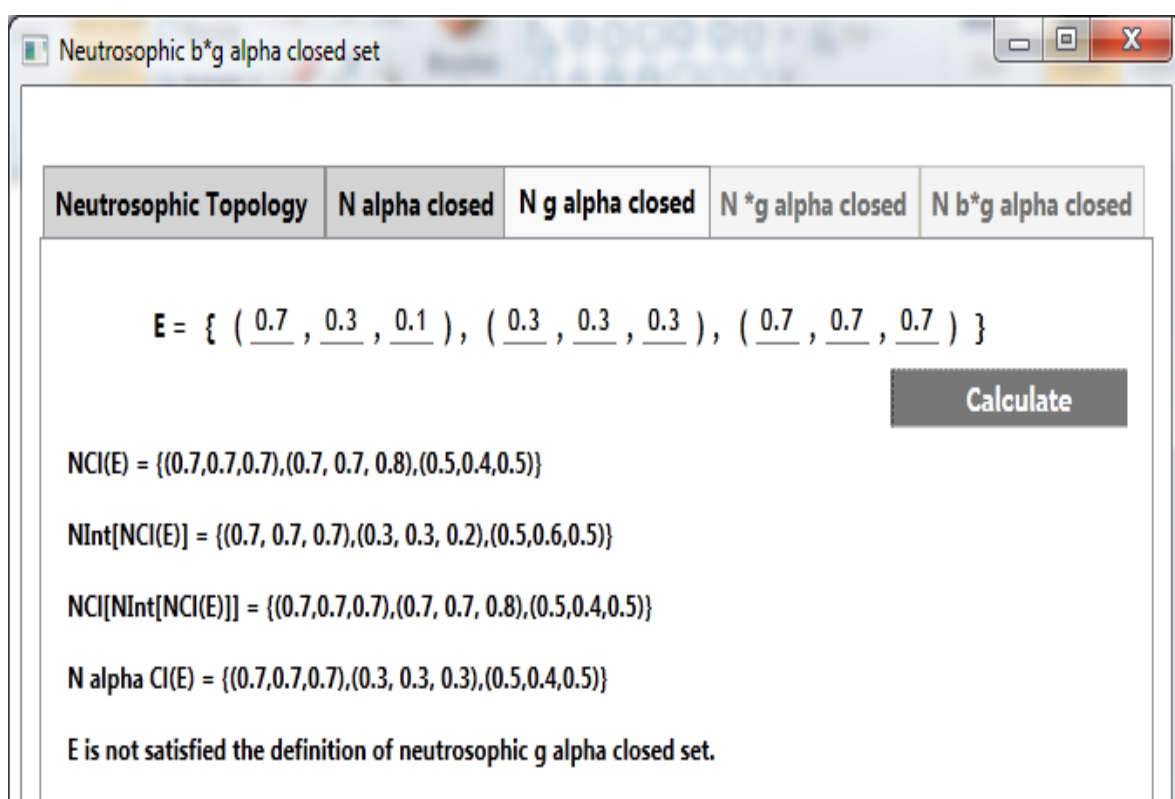 Neutrosophic b*g alpha closed set
X
Neutrosophic Topology N alpha closed N g alpha closed N *g alpha closed N b*g alpha closed
E = { ( 0.7 , 0.3 , 0.1 ), ( 0.3 , 0.3 , 0.3 ), ( 0.7 , 0.7 , 0.7 ) }
Calculate
NCl(E) = {(0.7,0.7,0.7),(0.7, 0.7, 0.8),(0.5,0.4,0.5)}
NInt[NCl(E)] = {(0.7, 0.7, 0.7),(0.3, 0.3, 0.2),(0.5,0.6,0.5)}
NCl[NInt[NCl(E)]] = {(0.7,0.7,0.7),(0.7, 0.7, 0.8),(0.5,0.4,0.5)}
N alpha Cl(E) = {(0.7,0.7,0.7),(0.3, 0.3, 0.3),(0.5,0.4,0.5)}
E is not satisfied the definition of neutrosophic g alpha closed set.